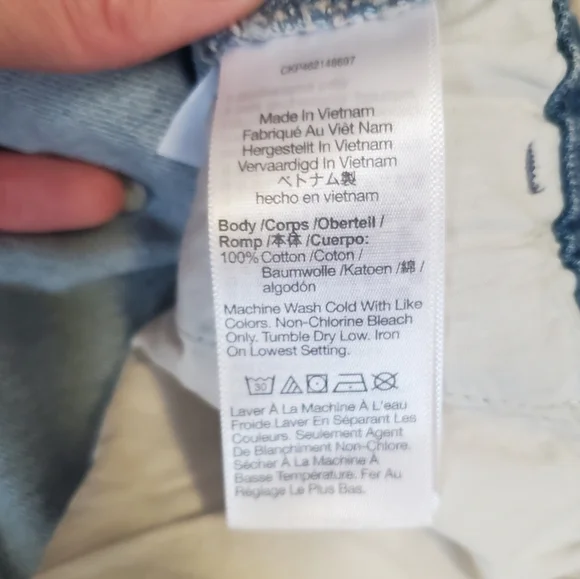 CKP462148697
Made In Vietnam
Fabriqué Au Viêt Nam
Hergestellt In Vietnam
Vervaardigd In Vietnam
ベトナム製
hecho en vietnam
Body /Corps /Oberteil /
Romp /本体 /Cuerpo:
100% Cotton /Coton /
Baumwolle /Katoen /綿 /
algodón
Machine Wash Cold With Like
Colors. Non-Chlorine Bleach
Only. Tumble Dry Low. Iron
On Lowest Setting.
30
Laver À La Machine À L'eau
Froide.Laver En Séparant Les
Couleurs. Seulement Agent
De Blanchiment Non-Chlore.
Sécher À La Machine À
Basse Température. Fer Au
Réglage Le Plus Bas.